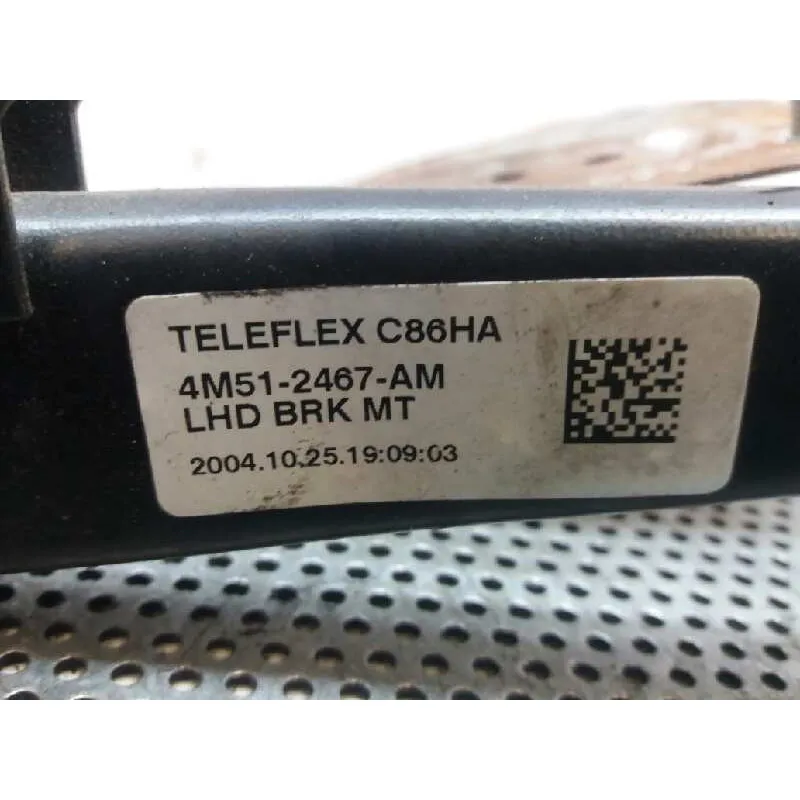 TELEFLEX C86HA
4M51-2467-AM
LHD BRK MT
2004.10.25.19:09:03